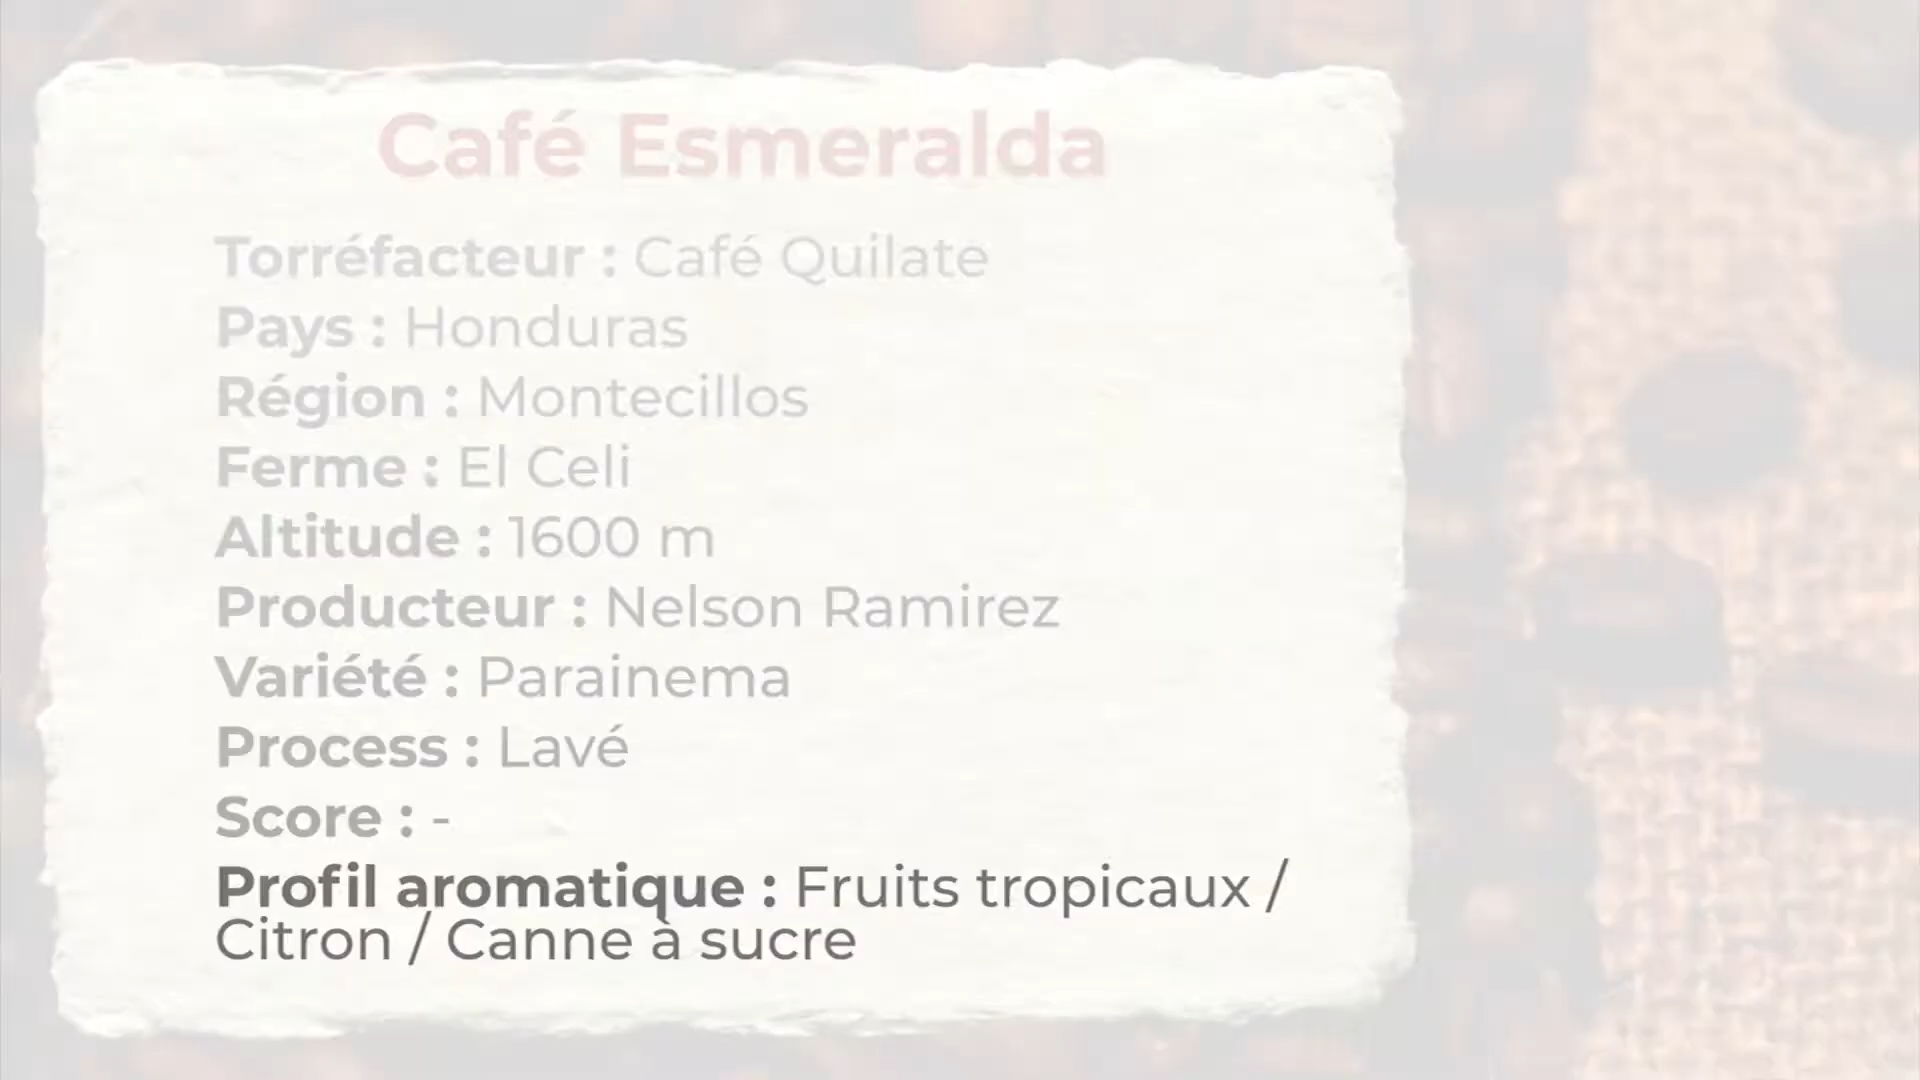 Café Esmeralda
Torréfacteur : Café Quilate
Pays : Honduras
Région : Montecillos
Ferme : El Celi
Altitude : 1600 m
Producteur : Nelson Ramirez
Variété : Parainema
Process : Lavé
Score : -
Profil aromatique : Fruits tropicaux /
Citron / Canne à sucre